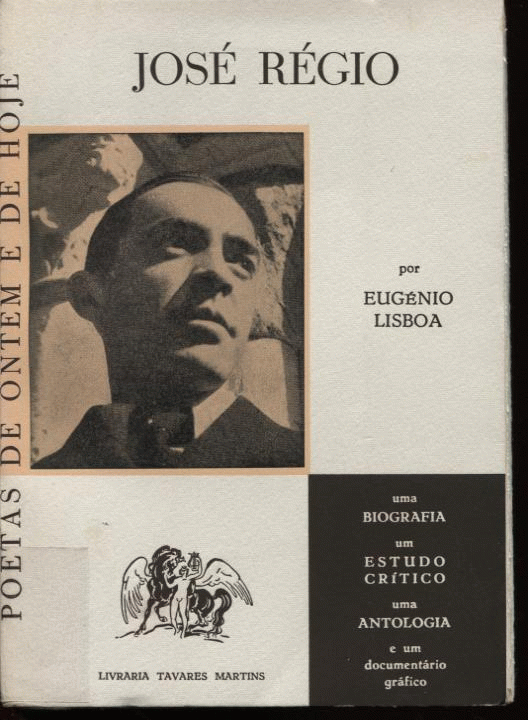 JOSÉ RÉGIO
POETAS DE ONTEM E DE HOJE
por
EUGÉNIO
LISBOA
uma
BIOGRAFIA
um
ESTUDO
CRÍTICO
uma
ANTOLOGIA
e um
documentário
gráfico
LIVRARIA TAVARES MARTINS